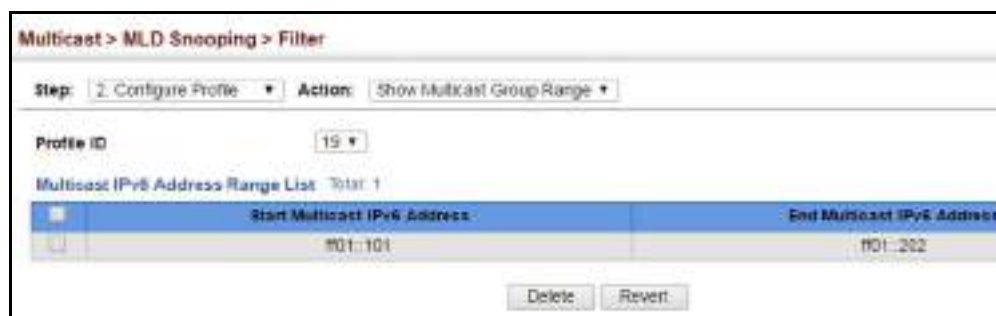 Multicast > MLD Snooping > Filter
Step: 2. Configure Profile Action: Show Multicast Group Range
Profile ID 19
Multicast IPv6 Address Range List Total: 1
Start Multicast IPv6 Address End Multicast IPv6 Address
ff01::101 ff01::202
Delete Revert